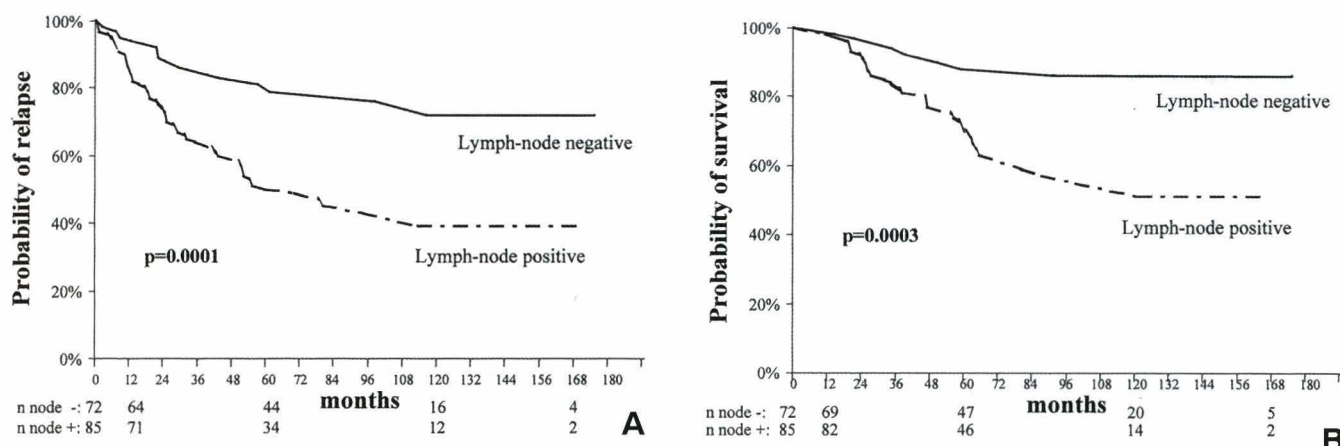 100%
80%
60%
40%
20%
0%
Probability of relapse
Lymph-node negative
Lymph-node positive
p=0.0001
0 12 24 36 48 60 72 84 96 108 120 132 144 156 168 180
months
n node -: 72 64 44 16 4
n node +: 85 71 34 12 2
A
100%
80%
60%
40%
20%
0%
Probability of survival
Lymph-node negative
Lymph-node positive
p=0.0003
0 12 24 36 48 60 72 84 96 108 120 132 144 156 168 180
months
n node -: 72 69 47 20 5
n node +: 85 82 46 14 2
B